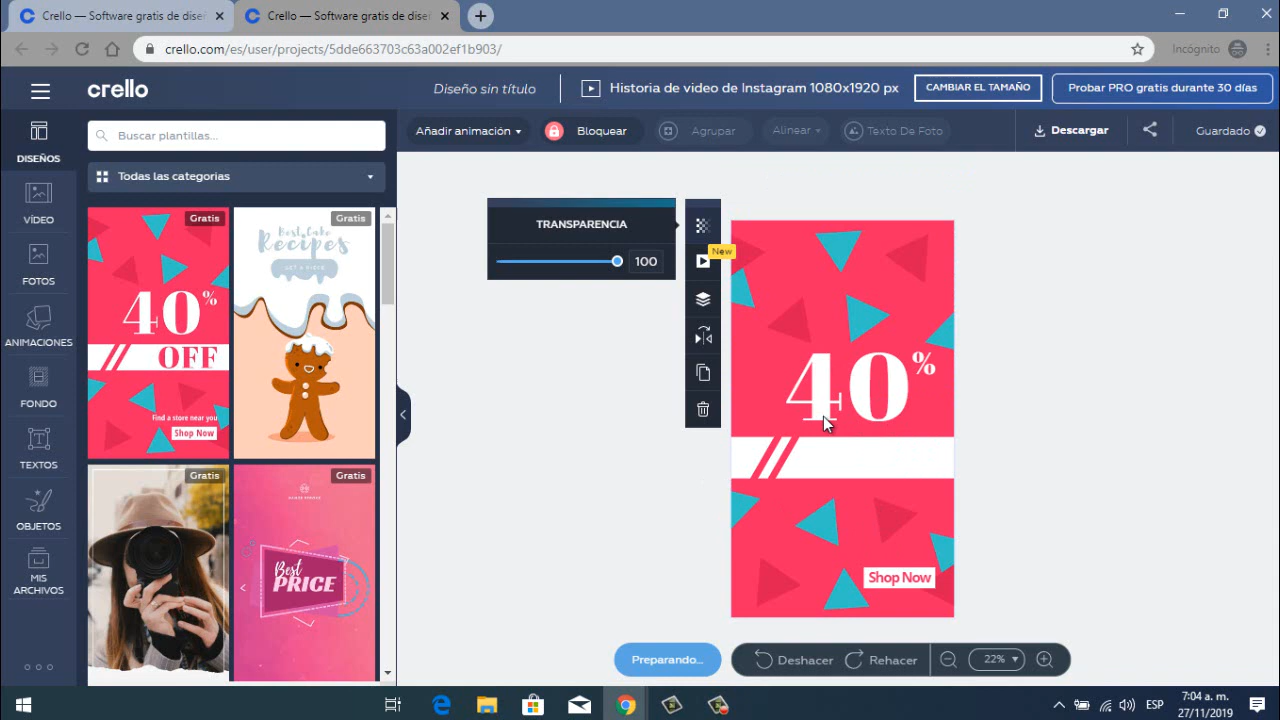 Crello — Software gratis de diseñ
Crello — Software gratis de diseñ
crello.com/es/user/projects/5dde663703c63a002ef1b903/
Incógnito
crello
Diseño sin título
Historia de video de Instagram 1080x1920 px
CAMBIAR EL TAMAÑO
Probar PRO gratis durante 30 días
DISEÑOS
VÍDEO
FOTOS
ANIMACIONES
FONDO
TEXTOS
OBJETOS
MIS
ARCHIVOS
Buscar plantillas...
Todas las categorias
Añadir animación
Bloquear
Agrupar
Alinear
Texto De Foto
Descargar
Guardado
Gratis
40%
OFF
Find a store near you
Shop Now
Gratis
Best Cake
Recipes
GET A PIECE
Gratis
Gratis
Best
PRICE
TRANSPARENCIA
100
New
40%
Shop Now
Preparando...
Deshacer
Rehacer
22%
ESP
7:04 a. m.
27/11/2019